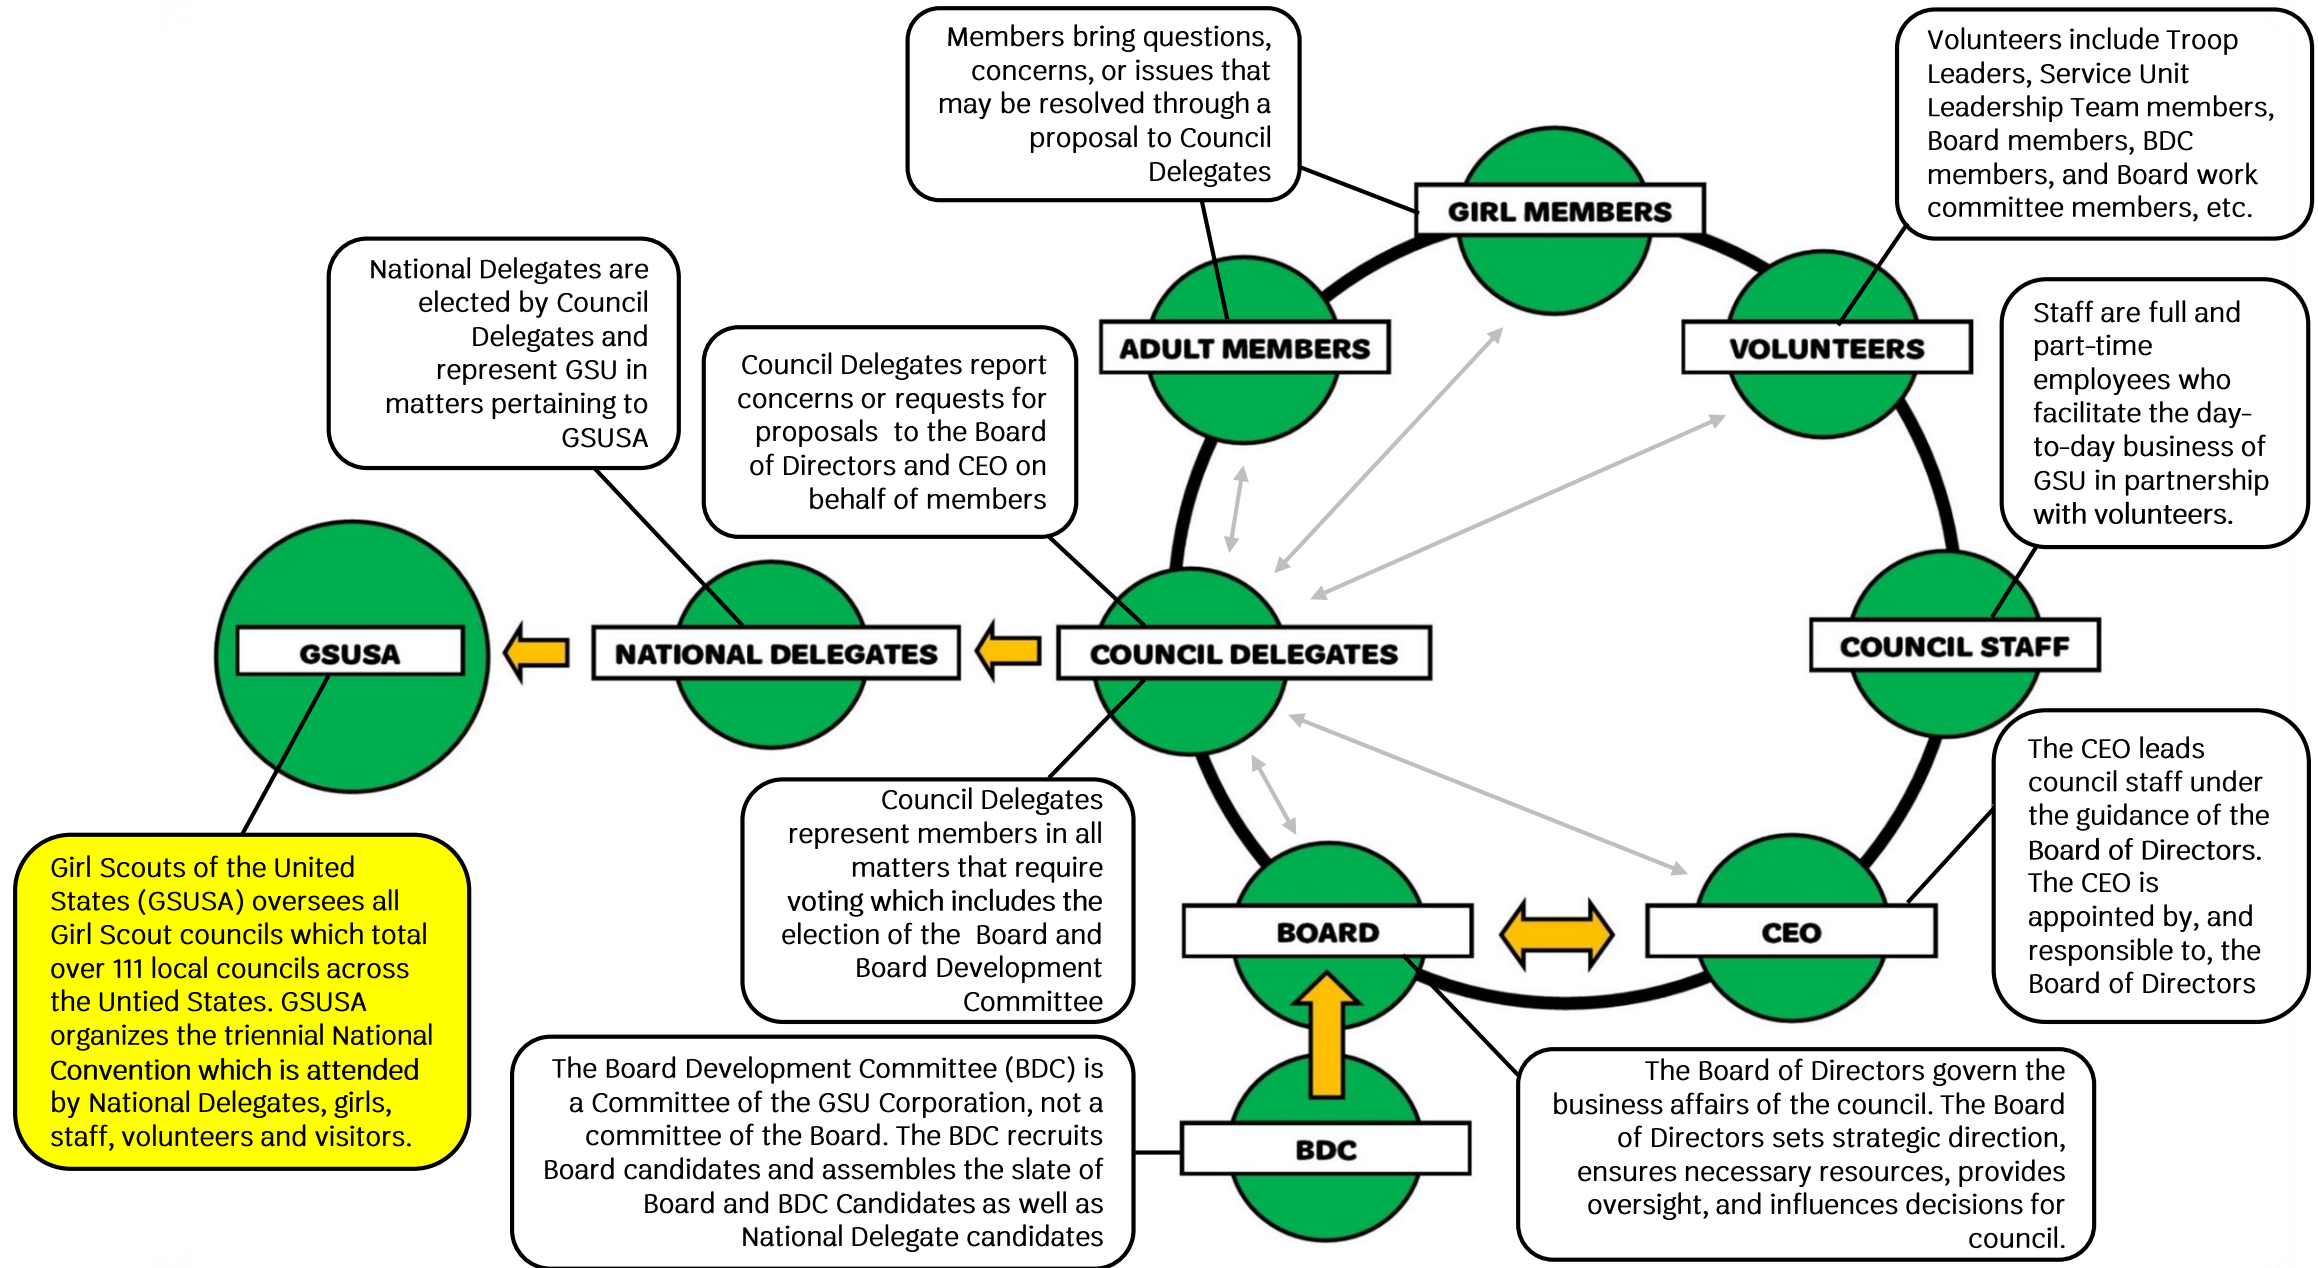 Members bring questions,
concerns, or issues that
may be resolved through a
proposal to Council
Delegates
Volunteers include Troop
Leaders, Service Unit
Leadership Team members,
Board members, BDC
members, and Board work
committee members, etc.
GIRL MEMBERS
National Delegates are
elected by Council
Delegates and
represent GSU in
matters pertaining to
GSUSA
Council Delegates report
concerns or requests for
proposals to the Board
of Directors and CEO on
behalf of members
ADULT MEMBERS
VOLUNTEERS
Staff are full and
part-time
employees who
facilitate the day-
to-day business of
GSU in partnership
with volunteers.
GSUSA
NATIONAL DELEGATES
COUNCIL DELEGATES
COUNCIL STAFF
The CEO leads
council staff under
the guidance of the
Board of Directors.
The CEO is
appointed by, and
responsible to, the
Board of Directors
Council Delegates
represent members in all
matters that require
voting which includes the
election of the Board and
Board Development
Committee
BOARD
CEO
Girl Scouts of the United
States (GSUSA) oversees all
Girl Scout councils which total
over 111 local councils across
the Untied States. GSUSA
organizes the triennial National
Convention which is attended
by National Delegates, girls,
staff, volunteers and visitors.
The Board Development Committee (BDC) is
a Committee of the GSU Corporation, not a
committee of the Board. The BDC recruits
Board candidates and assembles the slate of
Board and BDC Candidates as well as
National Delegate candidates
BDC
The Board of Directors govern the
business affairs of the council. The Board
of Directors sets strategic direction,
ensures necessary resources, provides
oversight, and influences decisions for
council.